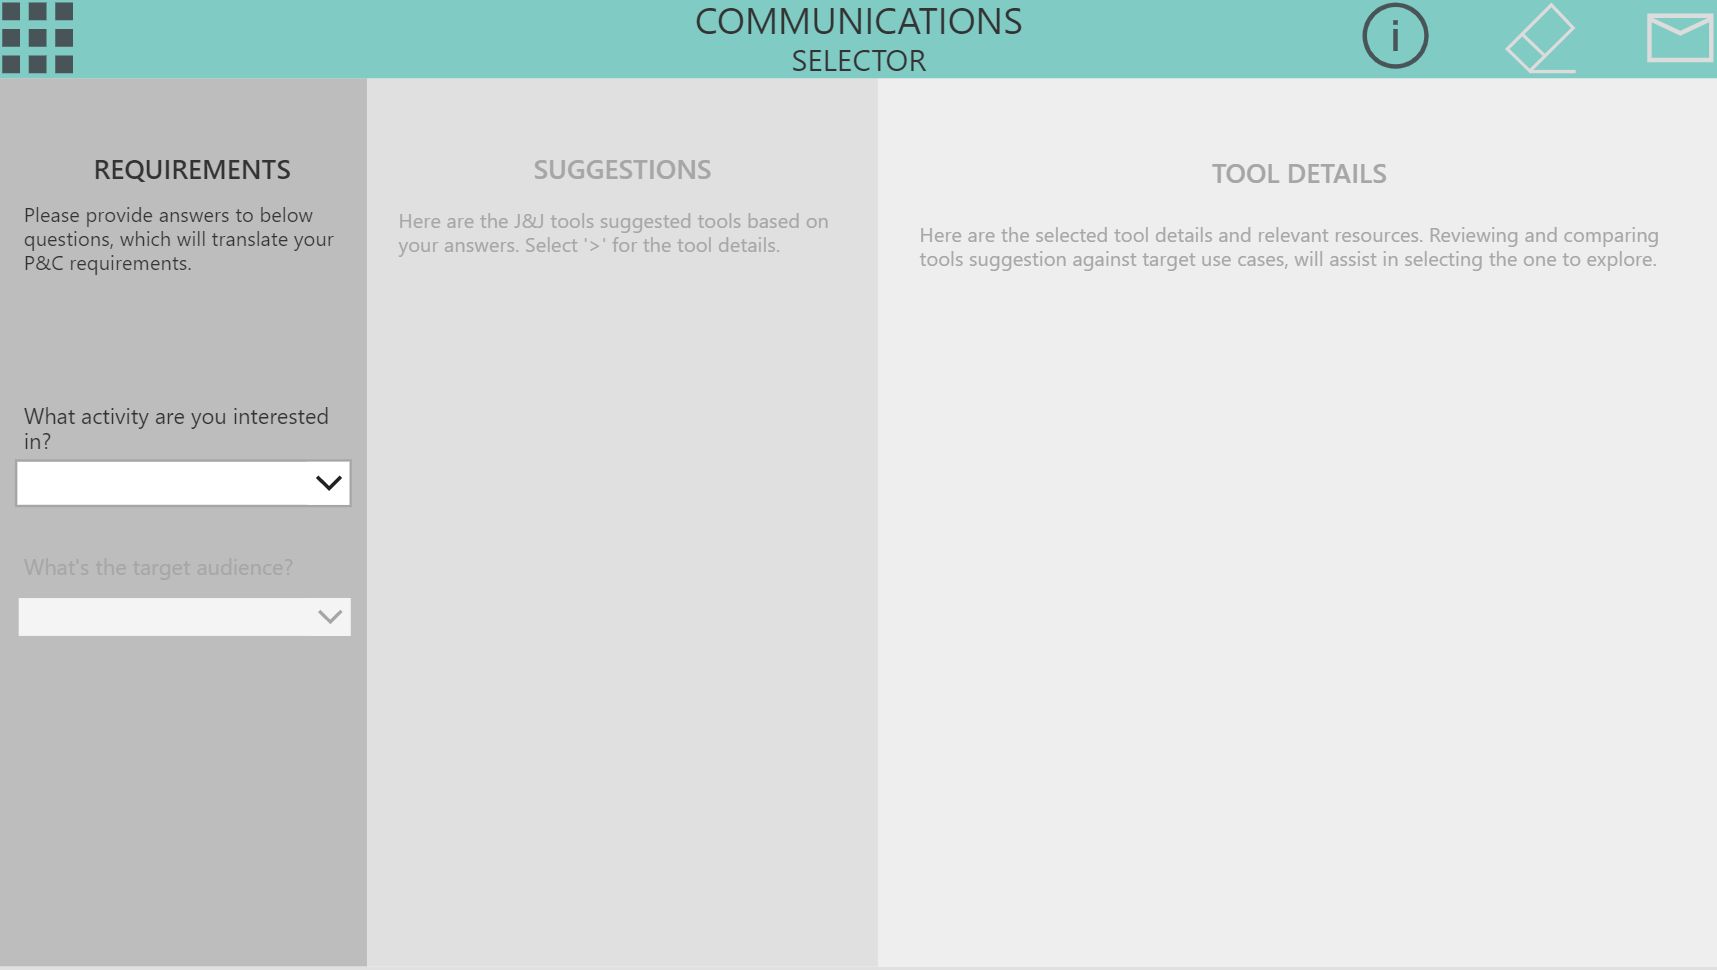 COMMUNICATIONS
SELECTOR
REQUIREMENTS
Please provide answers to below
questions, which will translate your
P&C requirements.
What activity are you interested
in?
What's the target audience?
SUGGESTIONS
Here are the J&J tools suggested tools based on
your answers. Select '>' for the tool details.
TOOL DETAILS
Here are the selected tool details and relevant resources. Reviewing and comparing
tools suggestion against target use cases, will assist in selecting the one to explore.